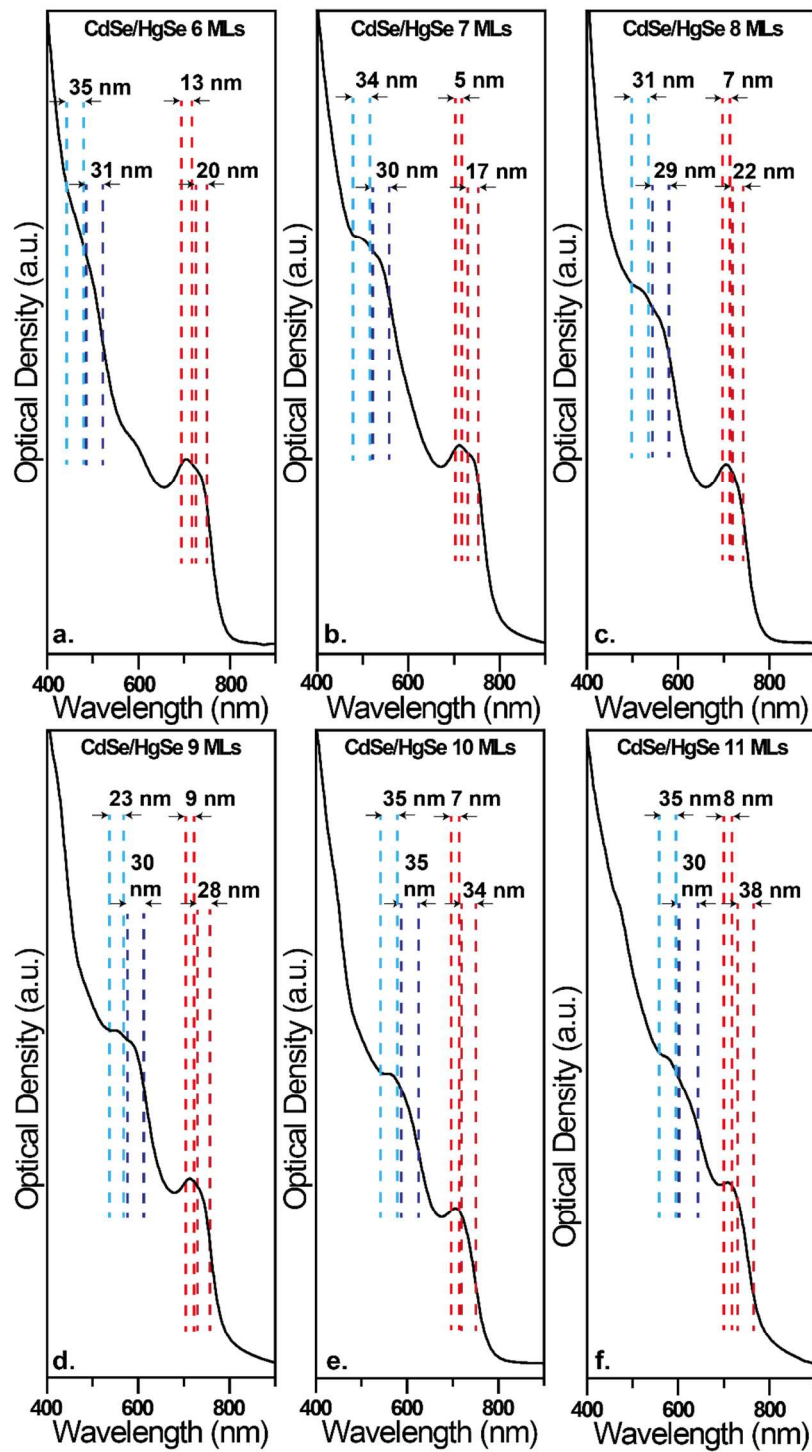 CdSe/HgSe 6 MLs
35 nm
13 nm
31 nm
20 nm
Optical Density (a.u.)
a.
400
600
800
Wavelength (nm)
CdSe/HgSe 7 MLs
34 nm
5 nm
30 nm
17 nm
Optical Density (a.u.)
b.
400
600
800
Wavelength (nm)
CdSe/HgSe 8 MLs
31 nm
7 nm
29 nm
22 nm
Optical Density (a.u.)
c.
400
600
800
Wavelength (nm)
CdSe/HgSe 9 MLs
23 nm
9 nm
30
nm
28 nm
Optical Density (a.u.)
d.
400
600
800
Wavelength (nm)
CdSe/HgSe 10 MLs
35 nm
7 nm
35
nm
34 nm
Optical Density (a.u.)
e.
400
600
800
Wavelength (nm)
CdSe/HgSe 11 MLs
35 nm
8 nm
30
nm
38 nm
Optical Density (a.u.)
f.
400
600
800
Wavelength (nm)